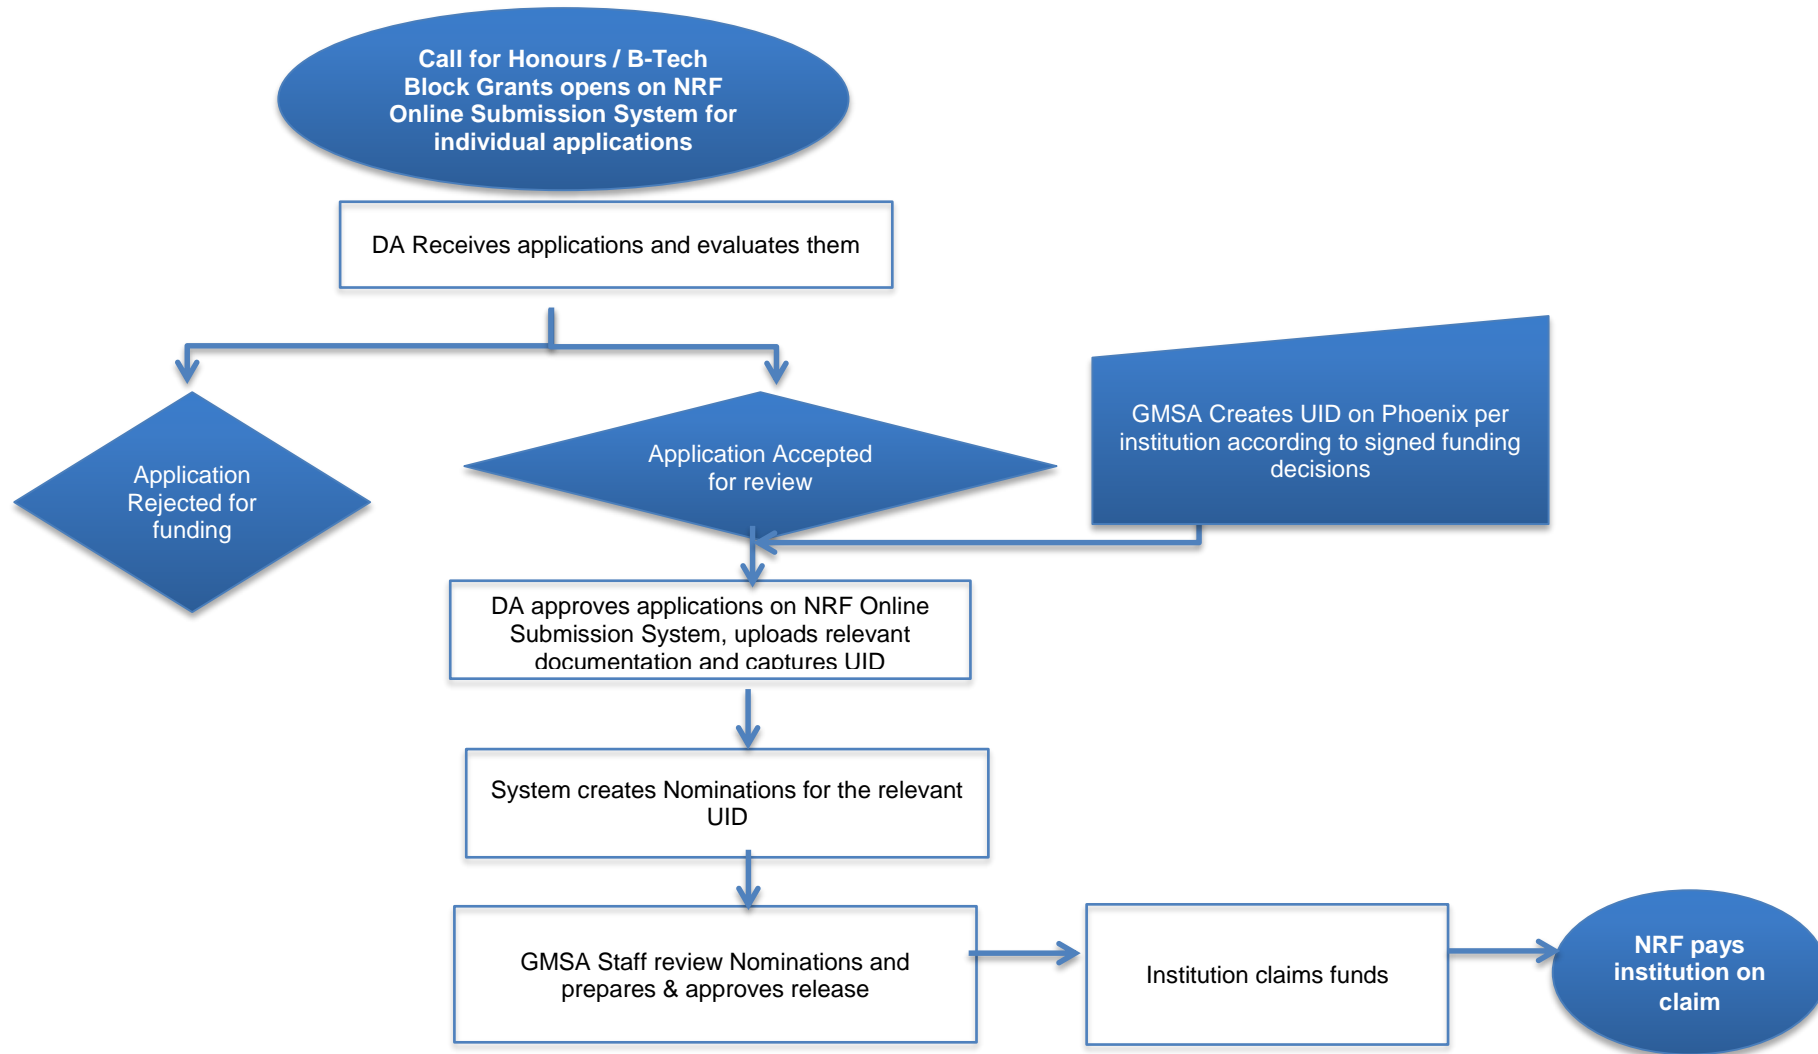 Call for Honours / B-Tech
Block Grants opens on NRF
Online Submission System for
individual applications
DA Receives applications and evaluates them
Application
Rejected for
funding
Application Accepted
for review
GMSA Creates UID on Phoenix per
institution according to signed funding
decisions
DA approves applications on NRF Online
Submission System, uploads relevant
documentation and captures UID
System creates Nominations for the relevant
UID
GMSA Staff review Nominations and
prepares & approves release
Institution claims funds
NRF pays
institution on
claim